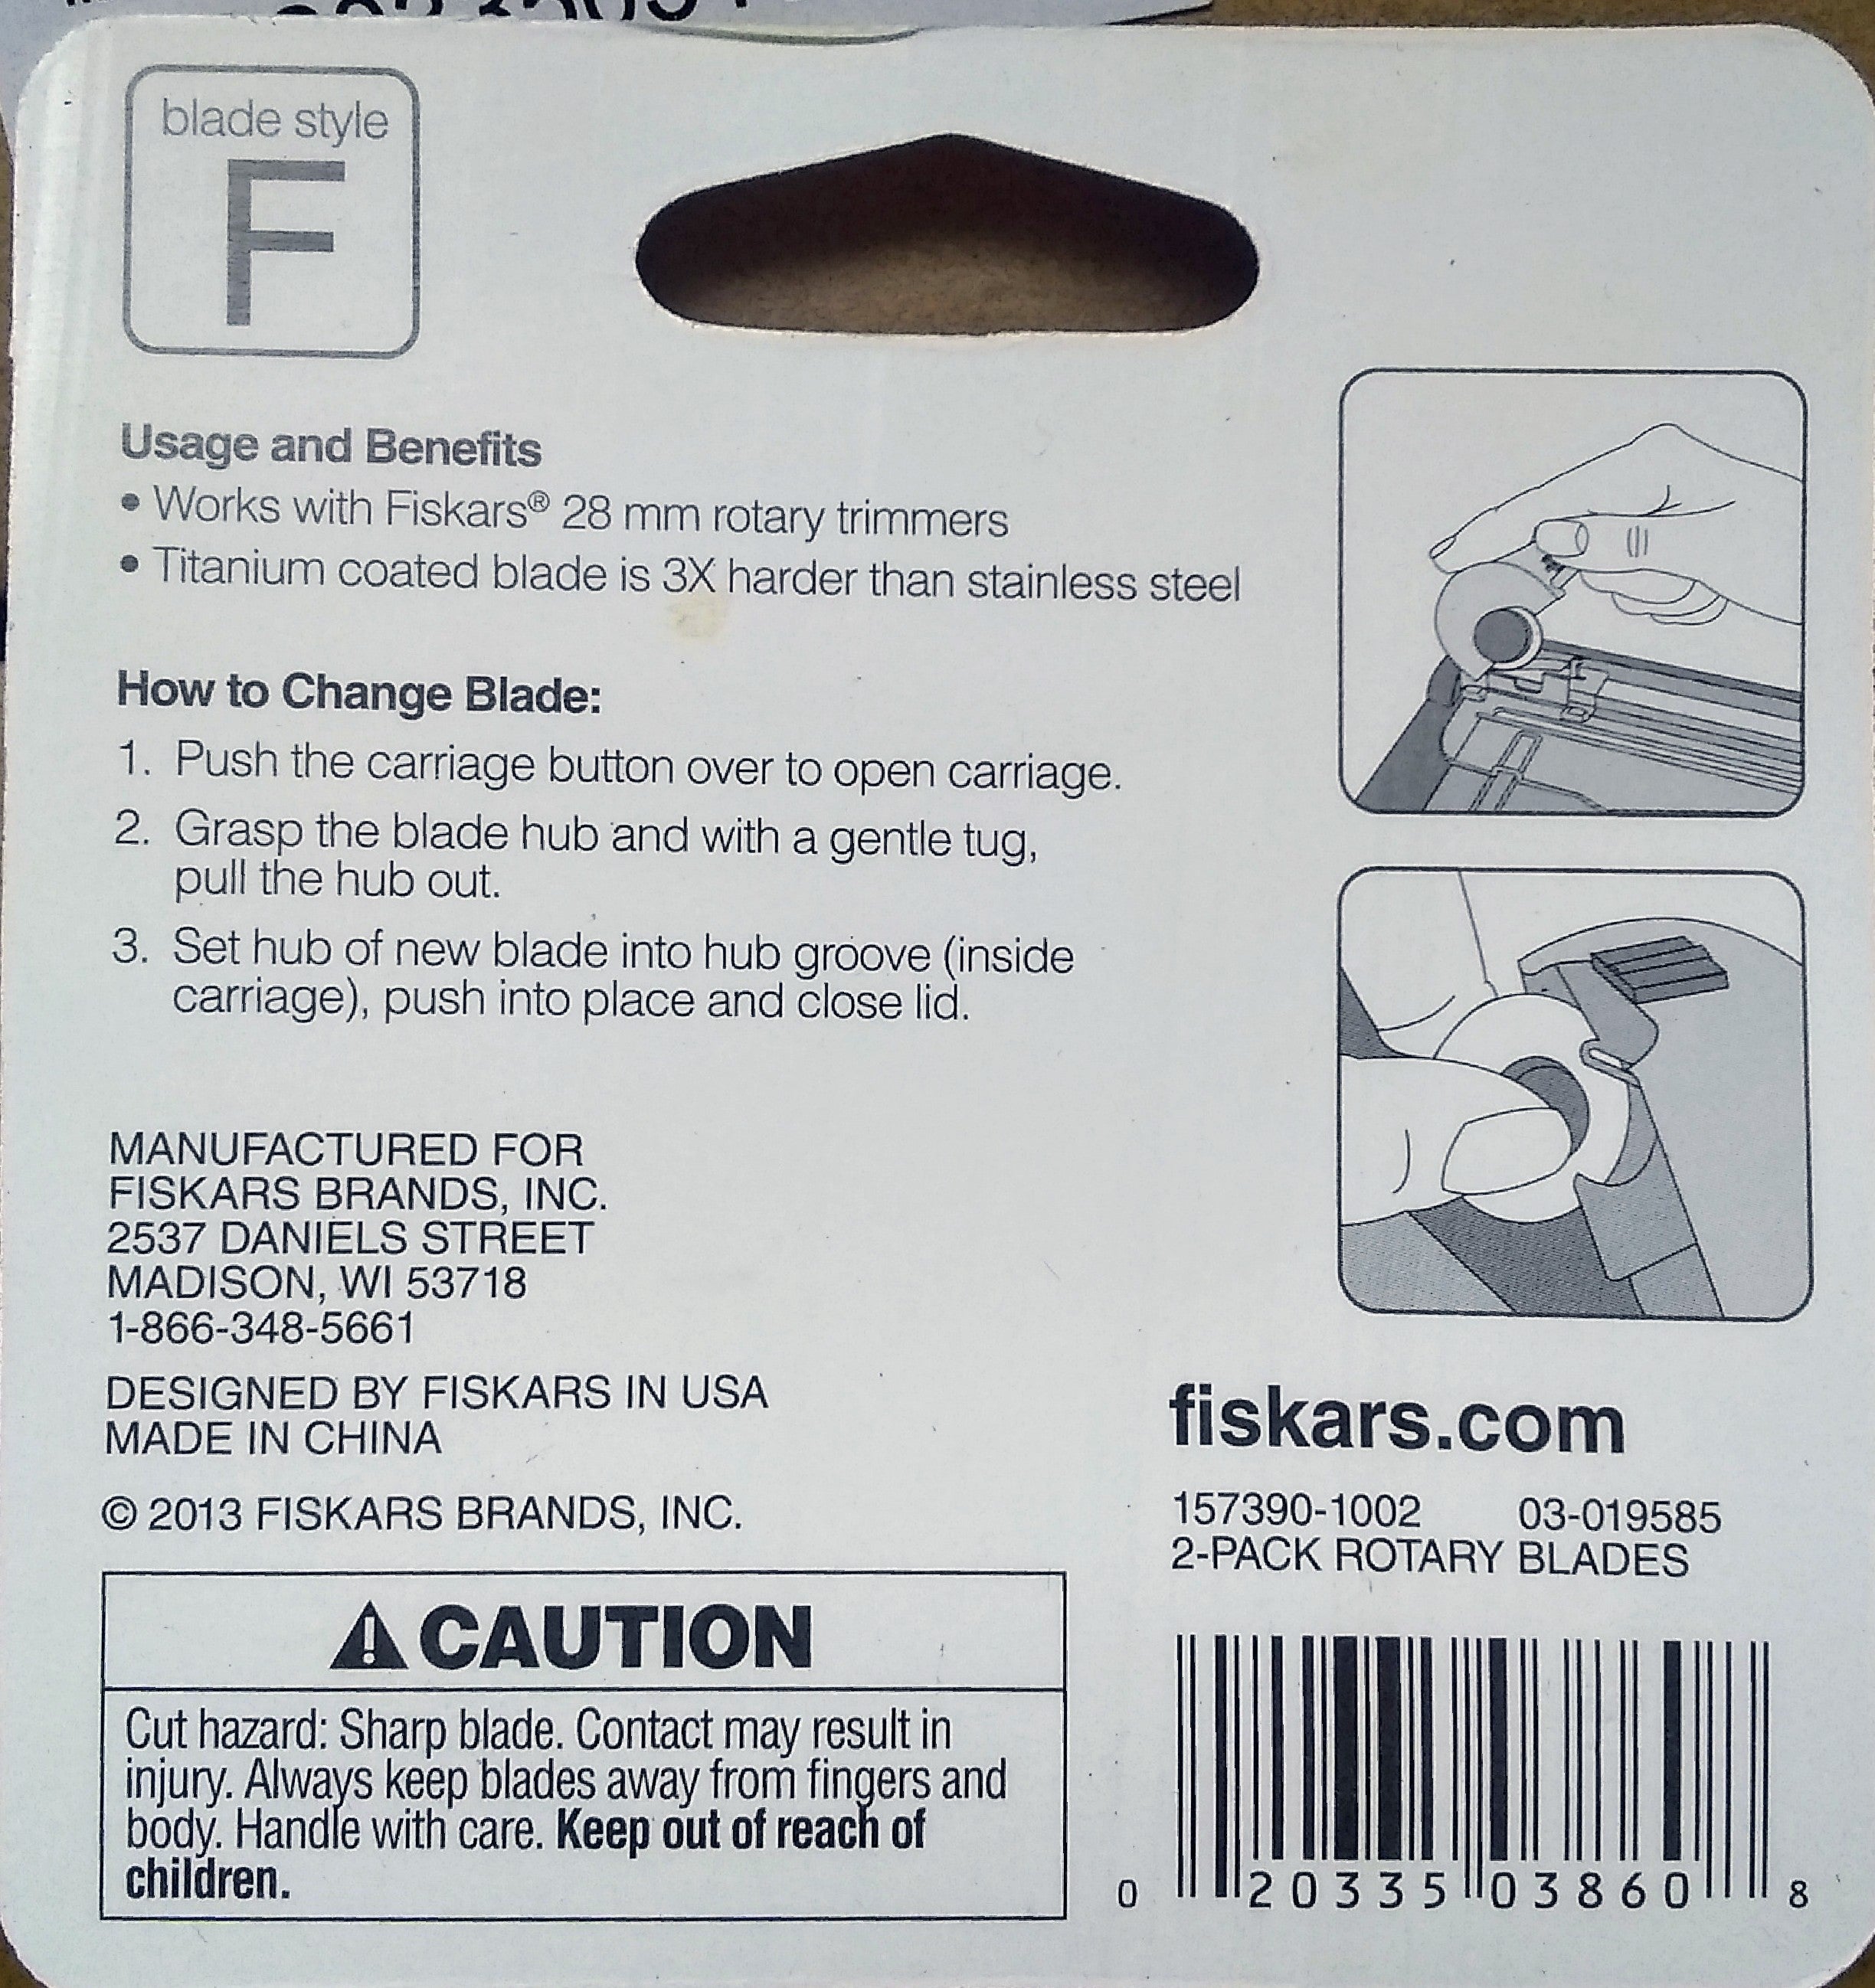 blade style
F
Usage and Benefits
• Works with Fiskars® 28 mm rotary trimmers
• Titanium coated blade is 3X harder than stainless steel
How to Change Blade:
1. Push the carriage button over to open carriage.
2. Grasp the blade hub and with a gentle tug,
pull the hub out.
3. Set hub of new blade into hub groove (inside
carriage), push into place and close lid.
MANUFACTURED FOR
FISKARS BRANDS, INC.
2537 DANIELS STREET
MADISON, WI 53718
1-866-348-5661
DESIGNED BY FISKARS IN USA
MADE IN CHINA
© 2013 FISKARS BRANDS, INC.
⚠ CAUTION
Cut hazard: Sharp blade. Contact may result in
injury. Always keep blades away from fingers and
body. Handle with care. Keep out of reach of
children.
fiskars.com
157390-1002 03-019585
2-PACK ROTARY BLADES
0 20335 03860 8